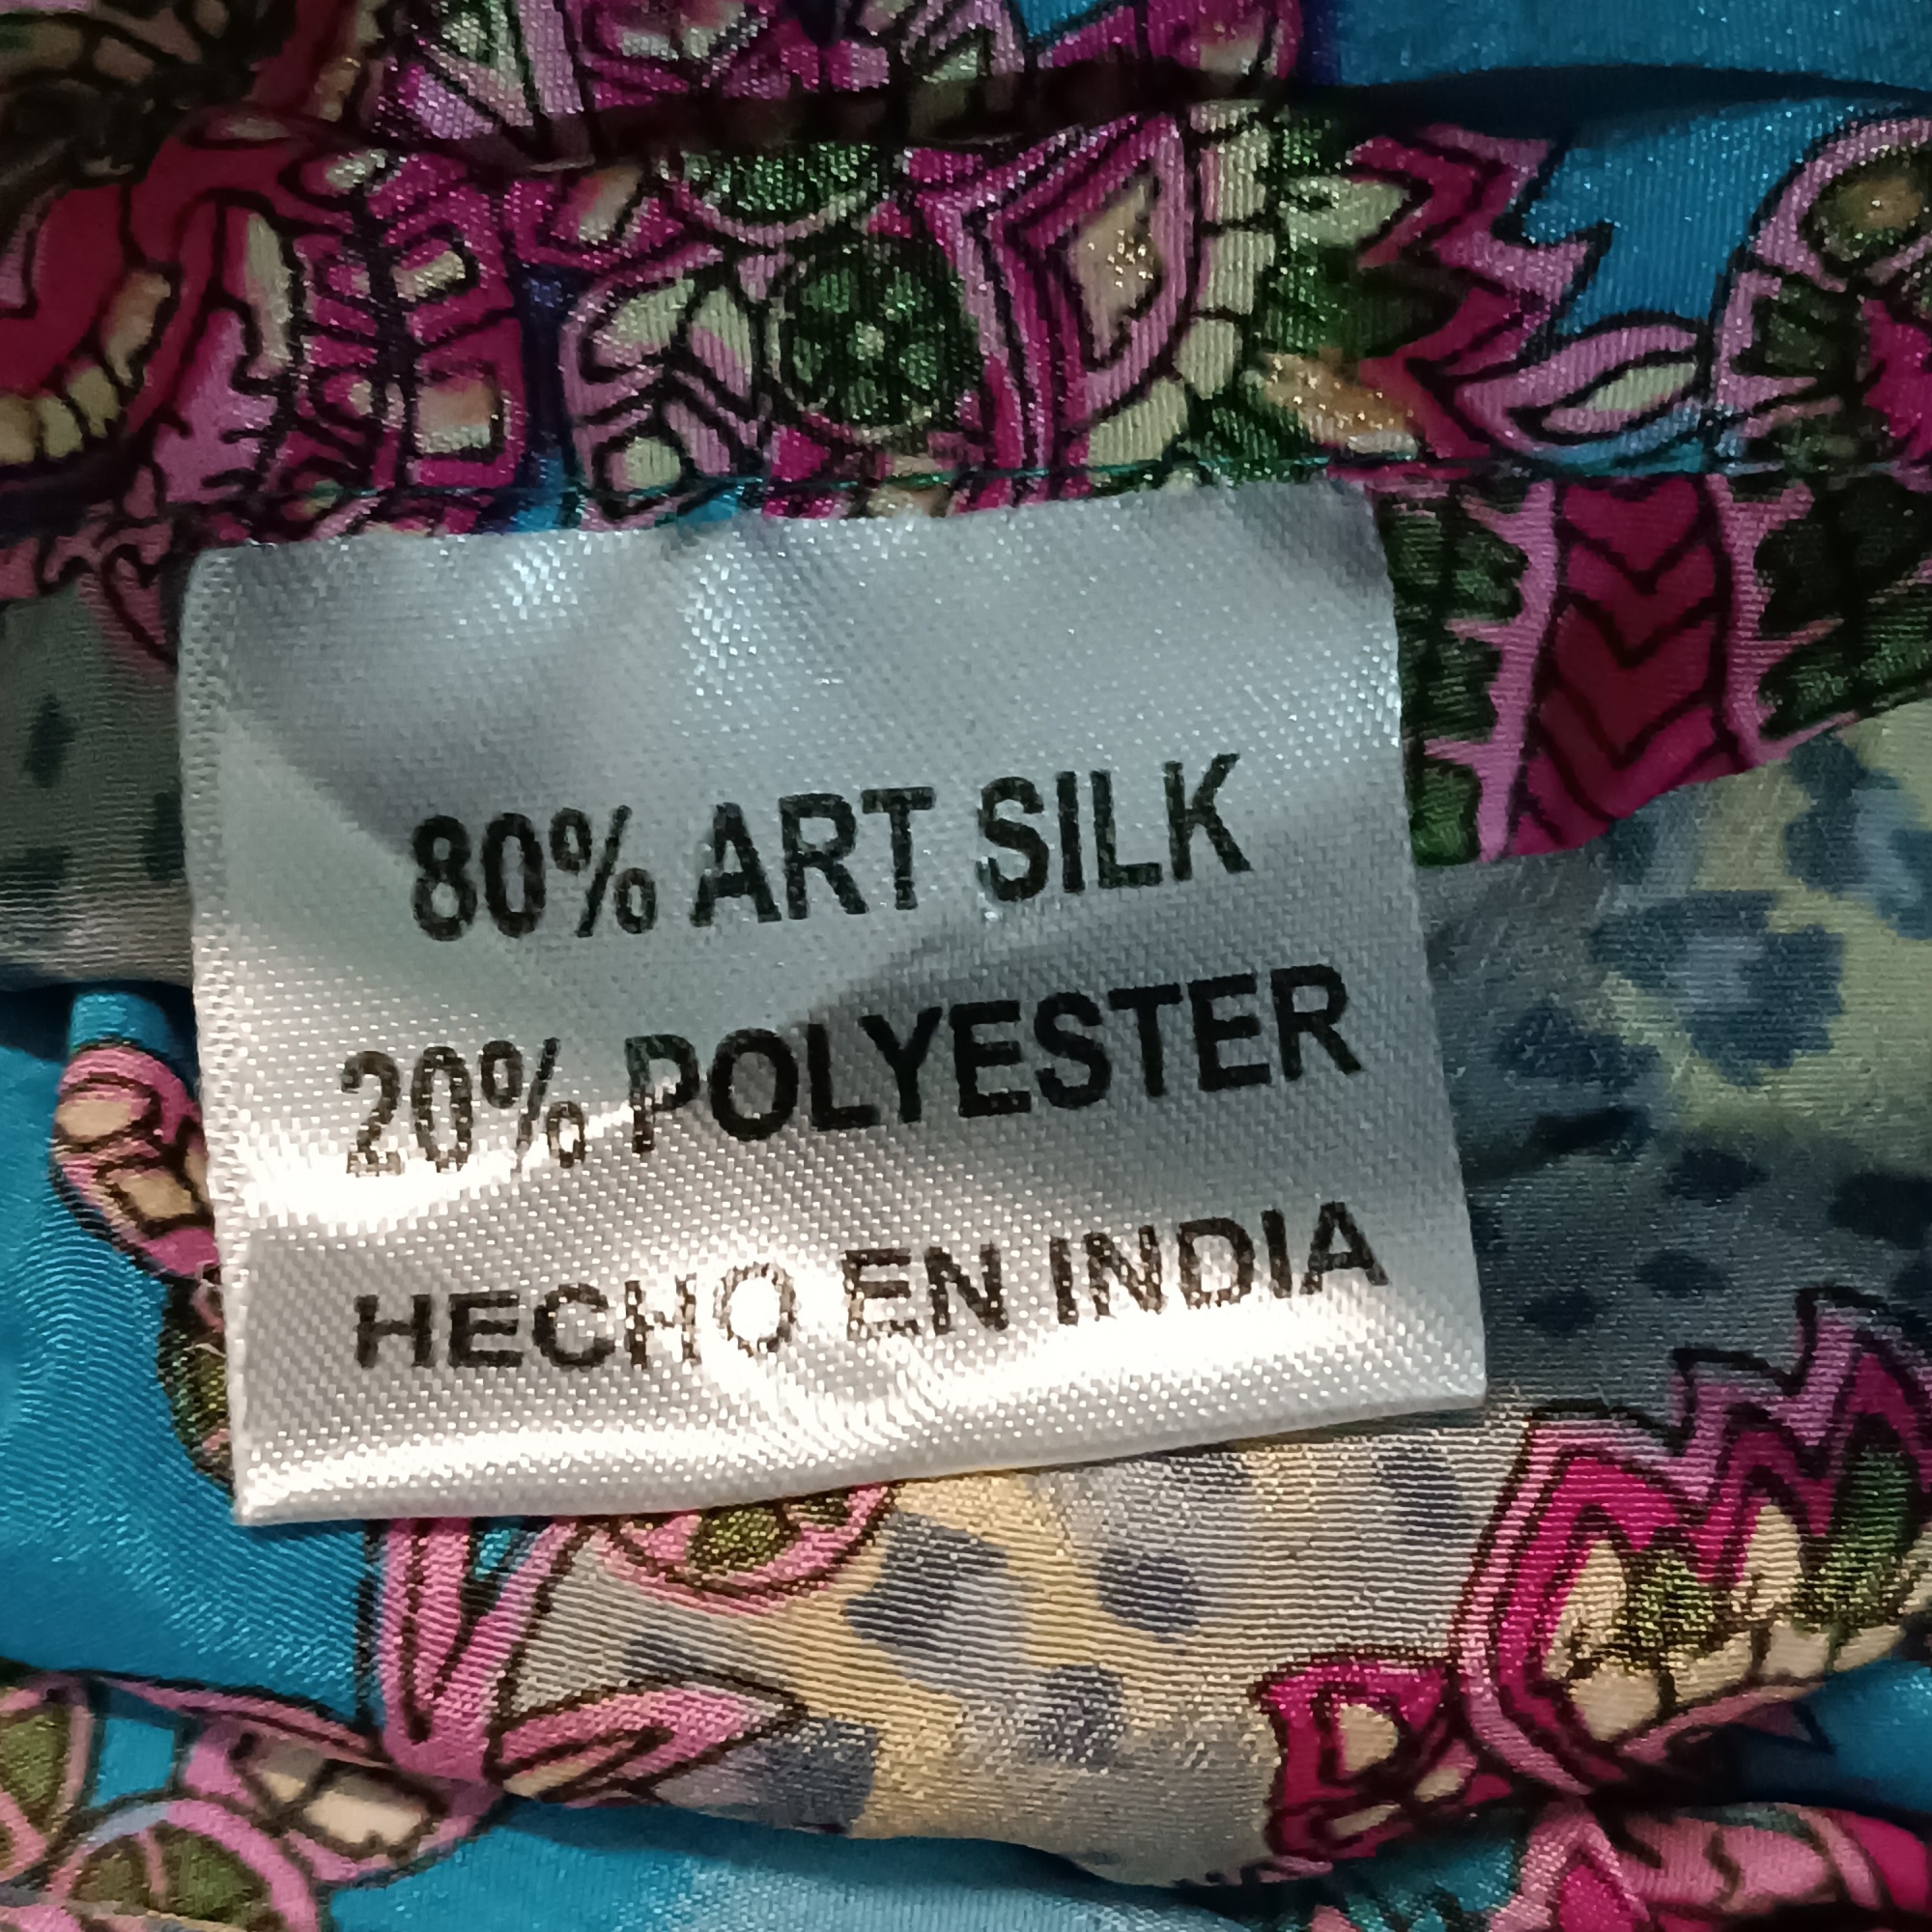 80% ART SILK
20% POLYESTER
HECHO EN INDIA